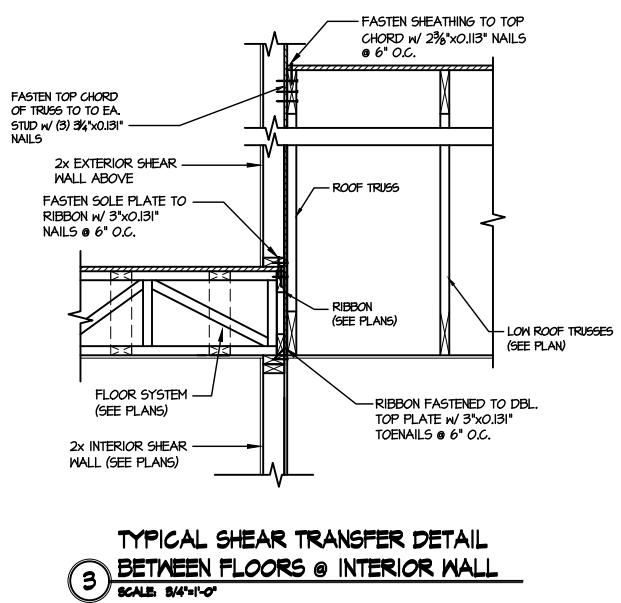 FASTEN SHEATHING TO TOP
CHORD w/ 2⅜"x0.113" NAILS
@ 6" O.C.
FASTEN TOP CHORD
OF TRUSS TO TO EA.
STUD w/ (3) 3¼"x0.131"
NAILS
2x EXTERIOR SHEAR
WALL ABOVE
FASTEN SOLE PLATE TO
RIBBON w/ 3"x0.131"
NAILS @ 6" O.C.
ROOF TRUSS
RIBBON
(SEE PLANS)
LOW ROOF TRUSSES
(SEE PLAN)
FLOOR SYSTEM
(SEE PLANS)
RIBBON FASTENED TO DBL.
TOP PLATE w/ 3"x0.131"
TOENAILS @ 6" O.C.
2x INTERIOR SHEAR
WALL (SEE PLANS)
TYPICAL SHEAR TRANSFER DETAIL
BETWEEN FLOORS @ INTERIOR WALL
3
SCALE: 3/4"=1'-0"